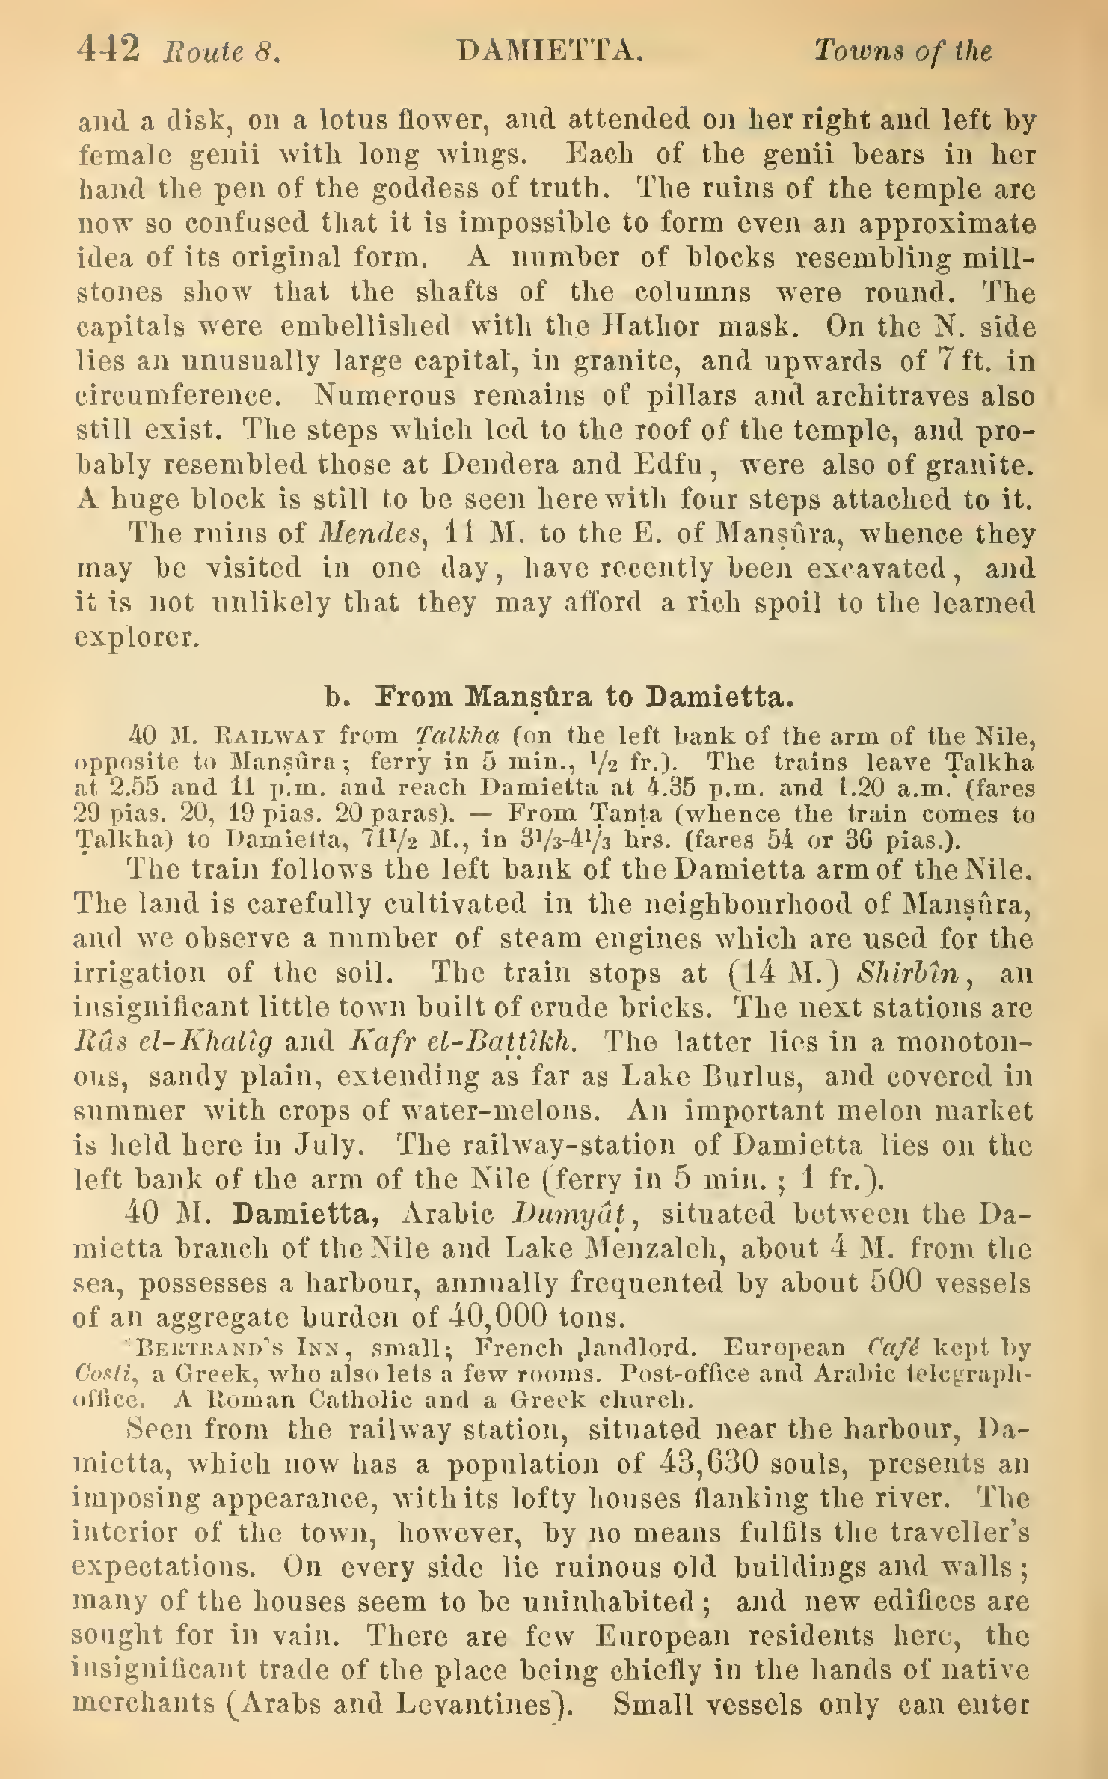 442 Route 8. DAMIETTA. Towns of the
and a disk, on a lotus flower, and attended on her right and left by
female genii with long wings. Each of the genii bears in her
hand the pen of the goddess of truth. The ruins of the temple are
now so confused that it is impossible to form even an approximate
idea of its original form. A number of blocks resembling mill-
stones show that the shafts of the columns were round. The
capitals were embellished with the Hathor mask. On the N. side
lies an unusually large capital, in granite, and upwards of 7 ft. in
circumference. Numerous remains of pillars and architraves also
still exist. The steps which led to the roof of the temple, and pro-
bably resembled those at Dendera and Edfu, were also of granite.
A huge block is still to be seen here with four steps attached to it.
The ruins of Mendes, 11 M. to the E. of Manṣûra, whence they
may be visited in one day, have recently been excavated, and
it is not unlikely that they may afford a rich spoil to the learned
explorer.
b. From Manṣûra to Damietta.
40 M. RAILWAY from Ṭalkha (on the left bank of the arm of the Nile,
opposite to Manṣûra; ferry in 5 min., 1/2 fr.). The trains leave Ṭalkha
at 2.55 and 11 p.m. and reach Damietta at 4.35 p.m. and 1.20 a.m. (fares
29 pias. 20, 19 pias. 20 paras). — From Ṭanṭa (whence the train comes to
Ṭalkha) to Damietta, 71 1/2 M., in 3 1/3-4 1/3 hrs. (fares 54 or 36 pias.).
The train follows the left bank of the Damietta arm of the Nile.
The land is carefully cultivated in the neighbourhood of Manṣûra,
and we observe a number of steam engines which are used for the
irrigation of the soil. The train stops at (14 M.) Shirbîn, an
insignificant little town built of crude bricks. The next stations are
Râs el-Khalîg and Kafr el-Baṭṭîkh. The latter lies in a monoton-
ous, sandy plain, extending as far as Lake Burlus, and covered in
summer with crops of water-melons. An important melon market
is held here in July. The railway-station of Damietta lies on the
left bank of the arm of the Nile (ferry in 5 min.; 1 fr.).
40 M. Damietta, Arabic Dumyâṭ, situated between the Da-
mietta branch of the Nile and Lake Menzaleh, about 4 M. from the
sea, possesses a harbour, annually frequented by about 500 vessels
of an aggregate burden of 40,000 tons.
BERTRAND'S INN, small; French landlord. European Café kept by
Costi, a Greek, who also lets a few rooms. Post-office and Arabic telegraph-
office. A Roman Catholic and a Greek church.
Seen from the railway station, situated near the harbour, Da-
mietta, which now has a population of 43,630 souls, presents an
imposing appearance, with its lofty houses flanking the river. The
interior of the town, however, by no means fulfils the traveller's
expectations. On every side lie ruinous old buildings and walls;
many of the houses seem to be uninhabited; and new edifices are
sought for in vain. There are few European residents here, the
insignificant trade of the place being chiefly in the hands of native
merchants (Arabs and Levantines). Small vessels only can enter